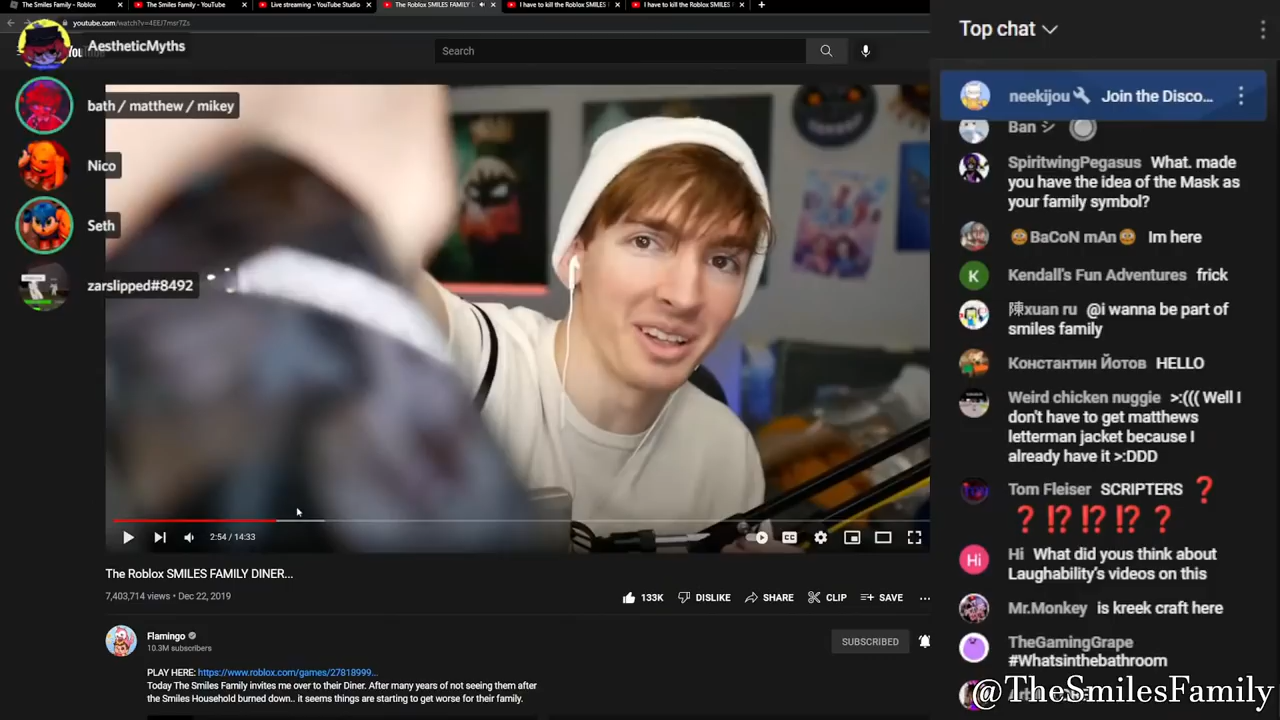 The Smiles Family - Roblox
The Smiles Family - YouTube
Live streaming - YouTube Studio
The Roblox SMILES FAMILY
I have to kill the Roblox SMILES
I have to kill the Roblox SMILES
Search
AestheticMyths
bath / matthew / mikey
Nico
Seth
zarslipped#8492
2:54 / 14:33
The Roblox SMILES FAMILY DINER...
7,403,714 views • Dec 22, 2019
133K
DISLIKE
SHARE
CLIP
SAVE
Flamingo
10.3M subscribers
SUBSCRIBED
PLAY HERE: https://www.roblox.com/games/27818999...
Today The Smiles Family invites me over to their Diner. After many years of not seeing them after
the Smiles Household burned down.. it seems things are starting to get worse for their family.
Top chat
neekijou Join the Disco...
Ban シ
SpiritwingPegasus What. made
you have the idea of the Mask as
your family symbol?
BaCoN mAn Im here
Kendall's Fun Adventures frick
陳xuan ru @i wanna be part of
smiles family
Константин Йотов HELLO
Weird chicken nuggie >:((( Well I
don't have to get matthews
letterman jacket because I
already have it >:DDD
Tom Fleiser SCRIPTERS ❓
❓ ⁉️ ⁉️ ⁉️ ❓
Hi What did yous think about
Laughability's videos on this
Mr.Monkey is kreek craft here
TheGamingGrape
#Whatsinthebathroom
@TheSmilesFamily